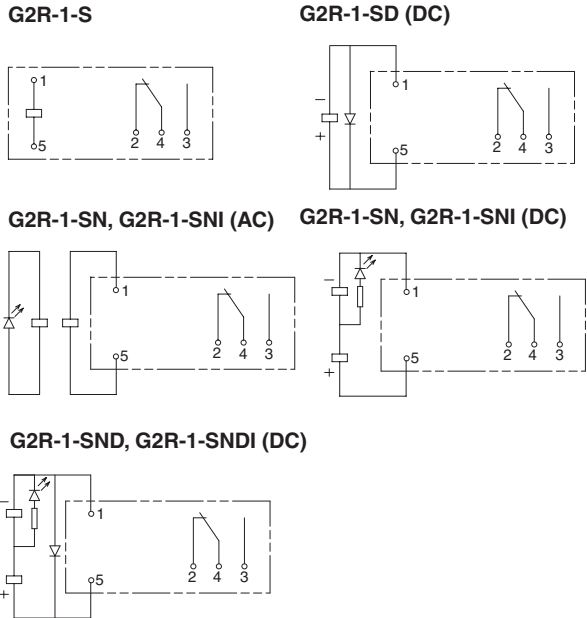 G2R-1-S
1
5
2 4 3
G2R-1-SD (DC)
−
+
1
5
2 4 3
G2R-1-SN, G2R-1-SNI (AC)
1
5
2 4 3
G2R-1-SN, G2R-1-SNI (DC)
−
+
1
5
2 4 3
G2R-1-SND, G2R-1-SNDI (DC)
−
+
1
5
2 4 3